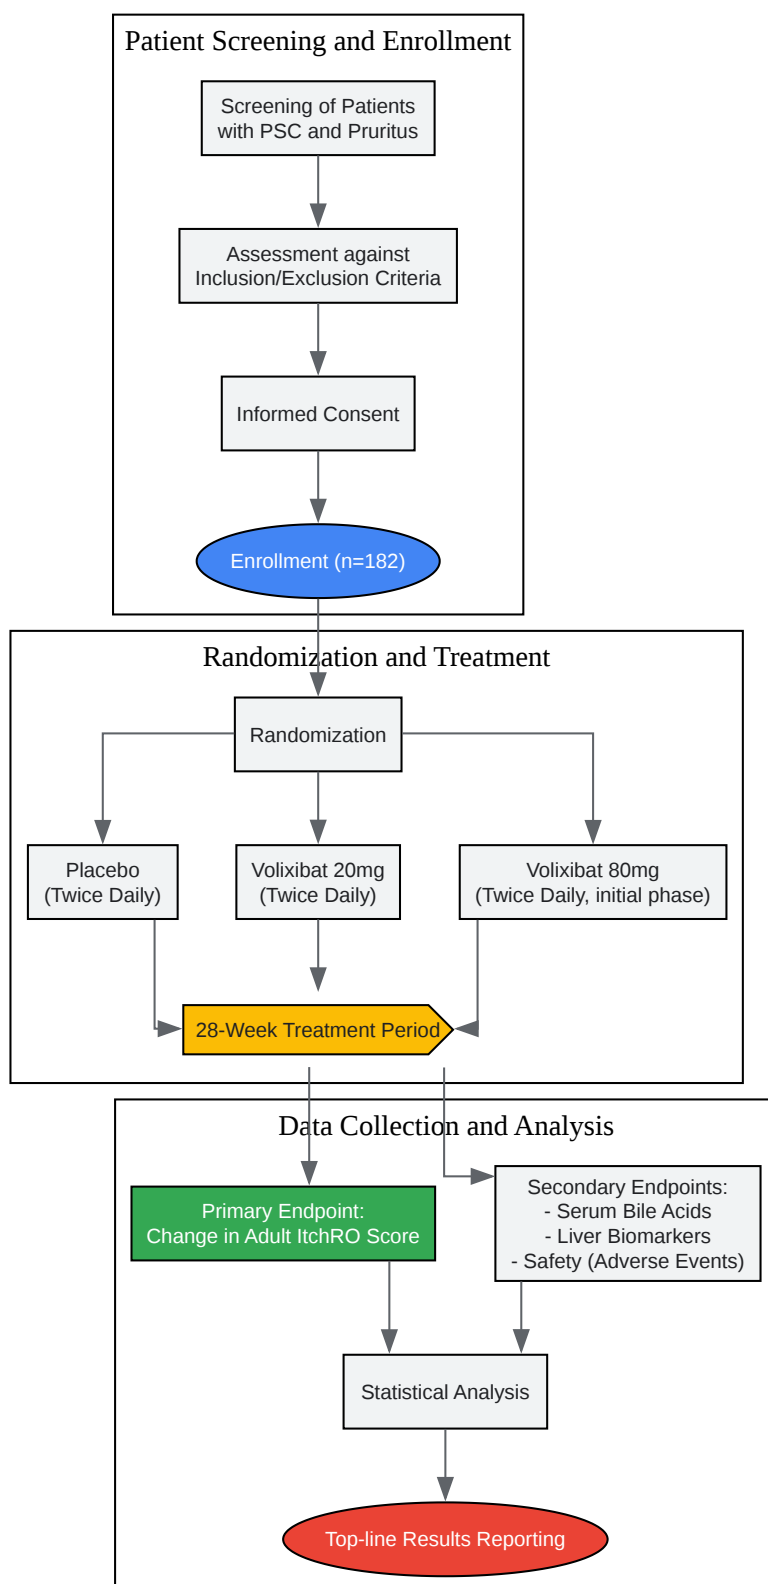 Patient Screening and Enrollment
Screening of Patients
with PSC and Pruritus
Assessment against
Inclusion/Exclusion Criteria
Informed Consent
Enrollment (n=182)
Randomization and Treatment
Randomization
Placebo
(Twice Daily)
Volixibat 20mg
(Twice Daily)
Volixibat 80mg
(Twice Daily, initial phase)
28-Week Treatment Period
Data Collection and Analysis
Primary Endpoint:
Change in Adult ItchRO Score
Secondary Endpoints:
- Serum Bile Acids
- Liver Biomarkers
- Safety (Adverse Events)
Statistical Analysis
Top-line Results Reporting